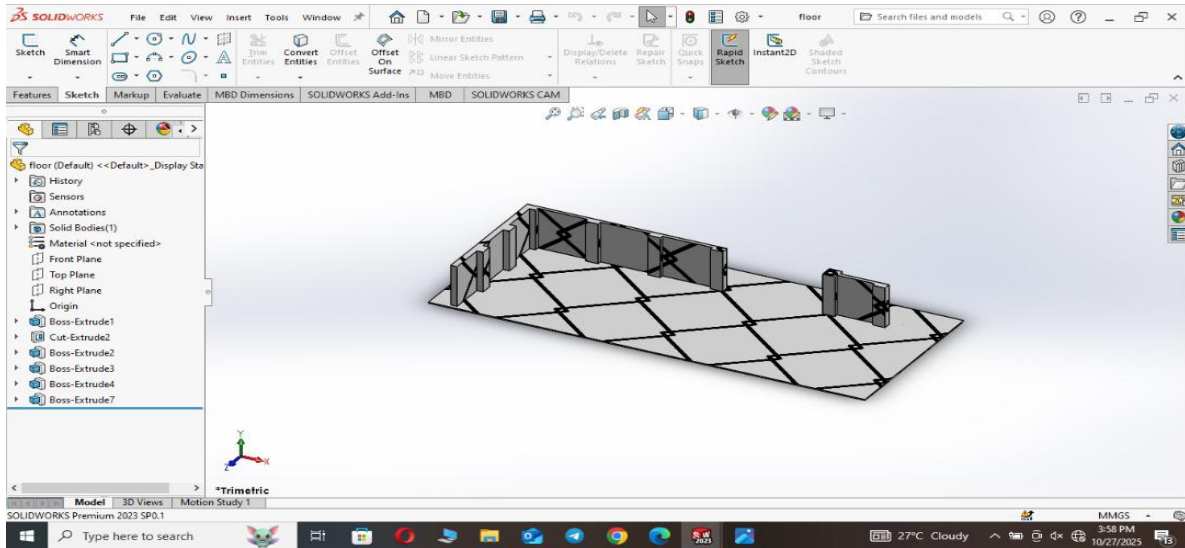 SOLIDWORKS File Edit View Insert Tools Window floor Search files and models
Sketch Smart Dimension Trim Entities Convert Entities Offset Entities Offset On Surface Mirror Entities Linear Sketch Pattern Move Entities Display/Delete Relations Repair Sketch Quick Snaps Rapid Sketch Instant2D Shaded Sketch Contours
Features Sketch Markup Evaluate MBD Dimensions SOLIDWORKS Add-Ins MBD SOLIDWORKS CAM
floor (Default) <<Default>_Display Sta
History
Sensors
Annotations
Solid Bodies(1)
Material <not specified>
Front Plane
Top Plane
Right Plane
Origin
Boss-Extrude1
Cut-Extrude2
Boss-Extrude2
Boss-Extrude3
Boss-Extrude4
Boss-Extrude7
Y
Z X
*Trimetric
Model 3D Views Motion Study 1
SOLIDWORKS Premium 2023 SP0.1 MMGS
Type here to search 27°C Cloudy 3:58 PM
10/27/2025